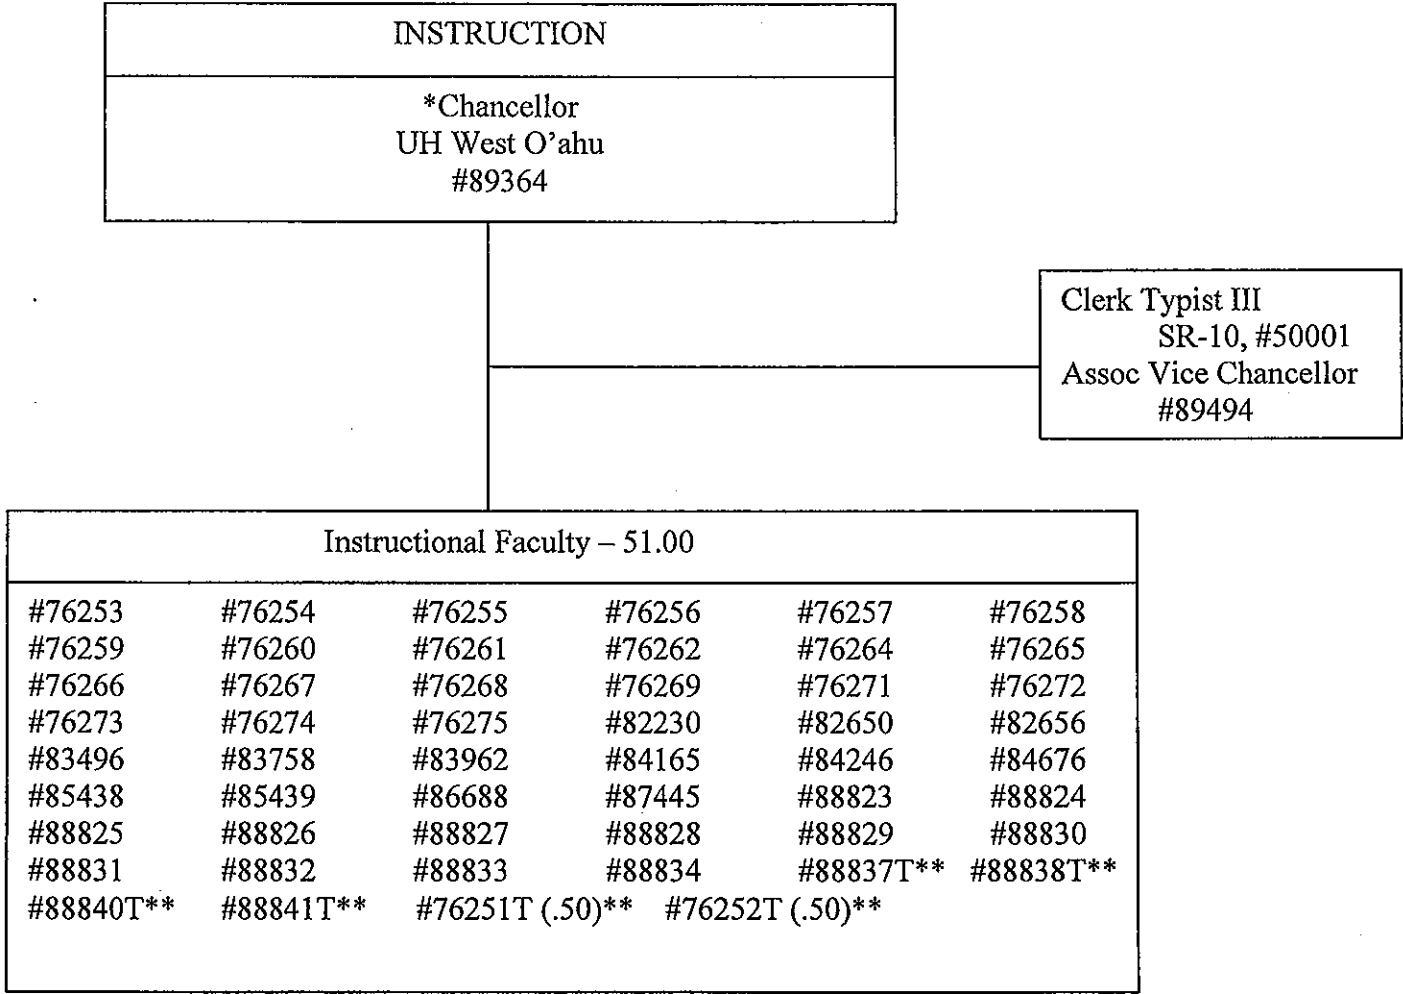 INSTRUCTION
*Chancellor
UH West O’ahu
#89364
Clerk Typist III
SR-10, #50001
Assoc Vice Chancellor
#89494
Instructional Faculty – 51.00
#76253 #76254 #76255 #76256 #76257 #76258
#76259 #76260 #76261 #76262 #76264 #76265
#76266 #76267 #76268 #76269 #76271 #76272
#76273 #76274 #76275 #82230 #82650 #82656
#83496 #83758 #83962 #84165 #84246 #84676
#85438 #85439 #86688 #87445 #88823 #88824
#88825 #88826 #88827 #88828 #88829 #88830
#88831 #88832 #88833 #88834 #88837T** #88838T**
#88840T** #88841T** #76251T (.50)** #76252T (.50)**